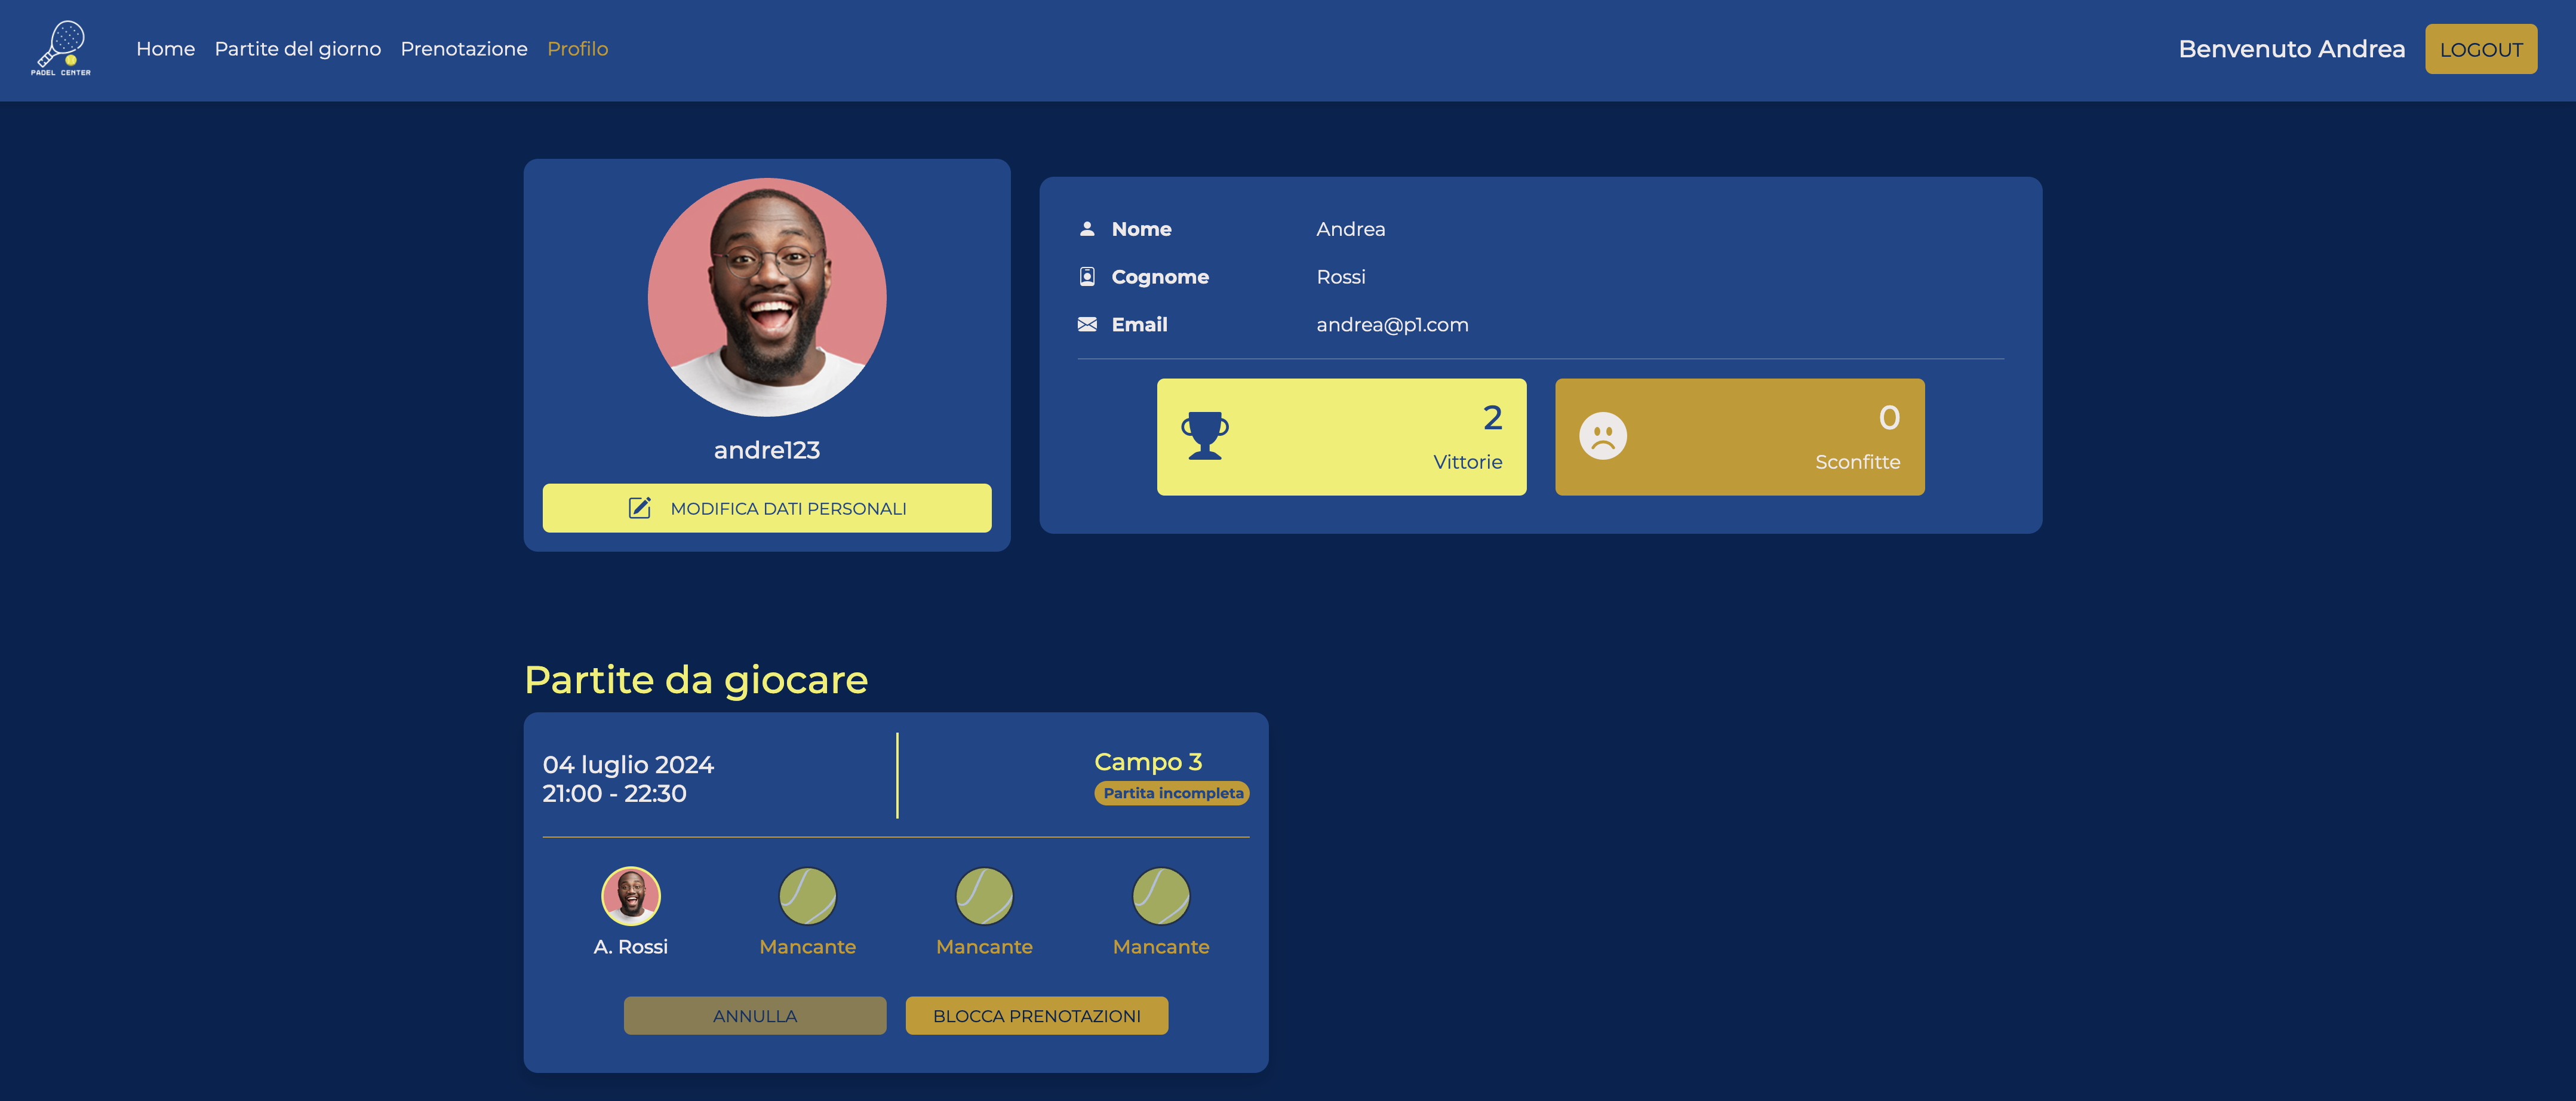 PADEL CENTER
Home Partite del giorno Prenotazione Profilo
Benvenuto Andrea LOGOUT
andre123
MODIFICA DATI PERSONALI
Nome Andrea
Cognome Rossi
Email andrea@p1.com
2
Vittorie
0
Sconfitte
Partite da giocare
04 luglio 2024
21:00 - 22:30
Campo 3
Partita incompleta
A. Rossi Mancante Mancante Mancante
ANNULLA BLOCCA PRENOTAZIONI